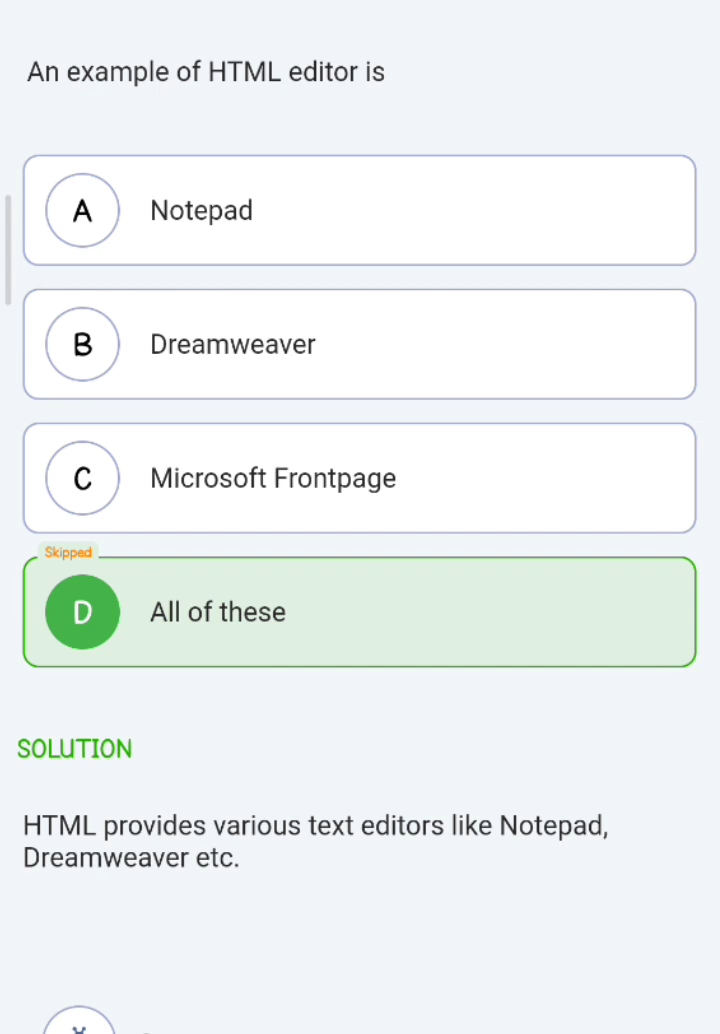 An example of HTML editor is
A Notepad
B Dreamweaver
C Microsoft Frontpage
Skipped
D All of these
SOLUTION
HTML provides various text editors like Notepad,
Dreamweaver etc.